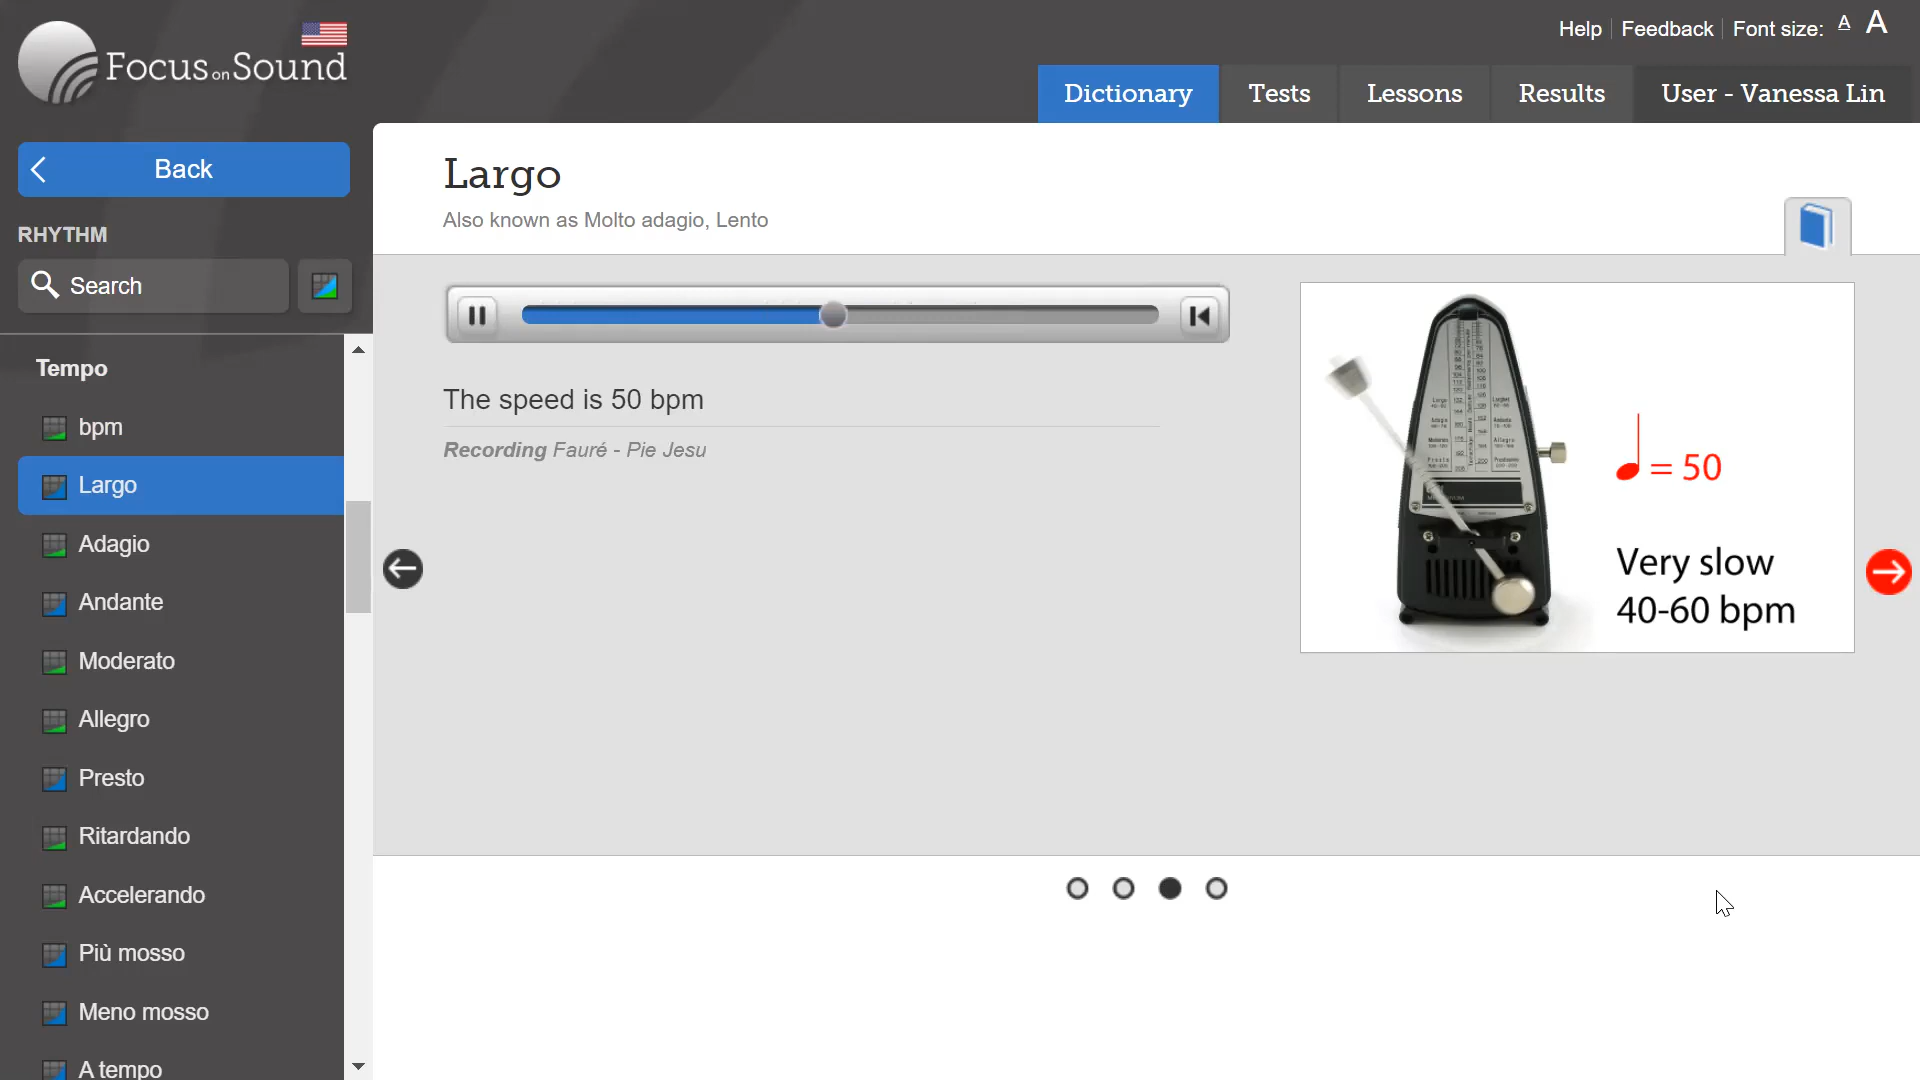 Focus on Sound
Help
Feedback
Font size: A A
Dictionary
Tests
Lessons
Results
User - Vanessa Lin
Back
RHYTHM
Search
Tempo
bpm
Largo
Adagio
Andante
Moderato
Allegro
Presto
Ritardando
Accelerando
Più mosso
Meno mosso
A tempo
Largo
Also known as Molto adagio, Lento
The speed is 50 bpm
Recording Fauré - Pie Jesu
= 50
Very slow
40-60 bpm